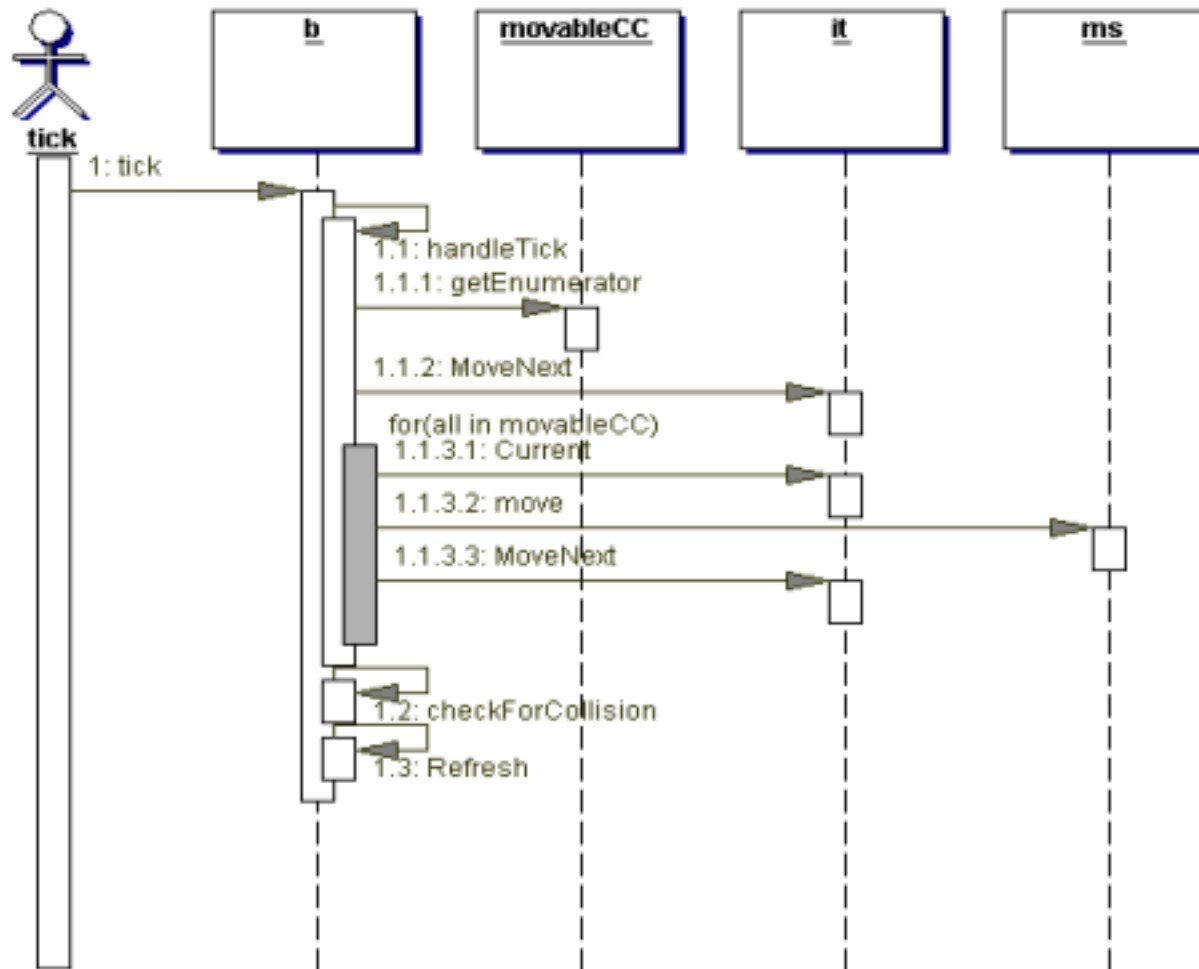 b
movableCC
it
ms
tick
1: tick
1.1: handleTick
1.1.1: getEnumerator
1.1.2: MoveNext
for(all in movableCC)
1.1.3.1: Current
1.1.3.2: move
1.1.3.3: MoveNext
1.2: checkForCollision
1.3: Refresh